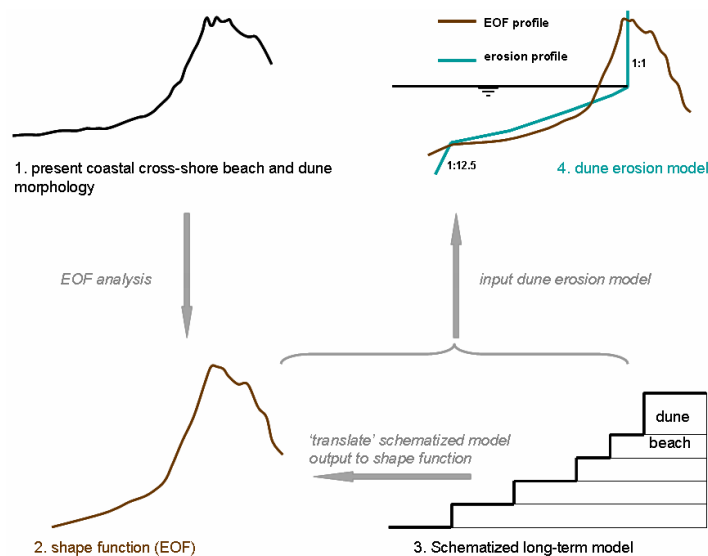 EOF profile
erosion profile
1:1
1:12.5
1. present coastal cross-shore beach and dune
morphology
4. dune erosion model
EOF analysis
input dune erosion model
'translate' schematized model
output to shape function
dune
beach
2. shape function (EOF)
3. Schematized long-term model